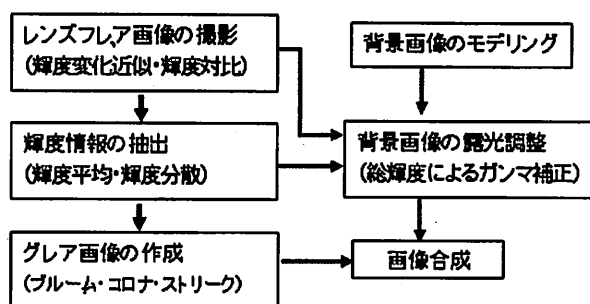 レンズフレア画像の撮影
(輝度変化近似・輝度対比)
背景画像のモデリング
輝度情報の抽出
(輝度平均・輝度分散)
背景画像の露光調整
(総輝度によるガンマ補正)
グレア画像の作成
(ブルーム・コロナ・ストリーク)
画像合成